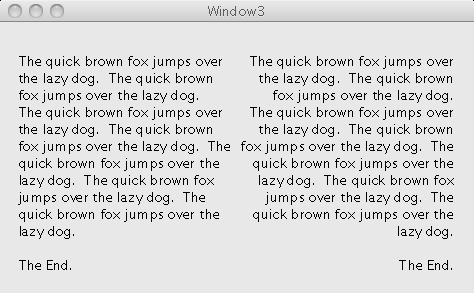 Window3
The quick brown fox jumps over
the lazy dog.  The quick brown
fox jumps over the lazy dog.
The quick brown fox jumps over
the lazy dog.  The quick brown
fox jumps over the lazy dog.  The
quick brown fox jumps over the
lazy dog.  The quick brown fox
jumps over the lazy dog.  The
quick brown fox jumps over the
lazy dog.
The End.
The quick brown fox jumps over
the lazy dog.  The quick brown
fox jumps over the lazy dog.
The quick brown fox jumps over
the lazy dog.  The quick brown
fox jumps over the lazy dog.  The
quick brown fox jumps over the
lazy dog.  The quick brown fox
jumps over the lazy dog.  The
quick brown fox jumps over the
lazy dog.
The End.